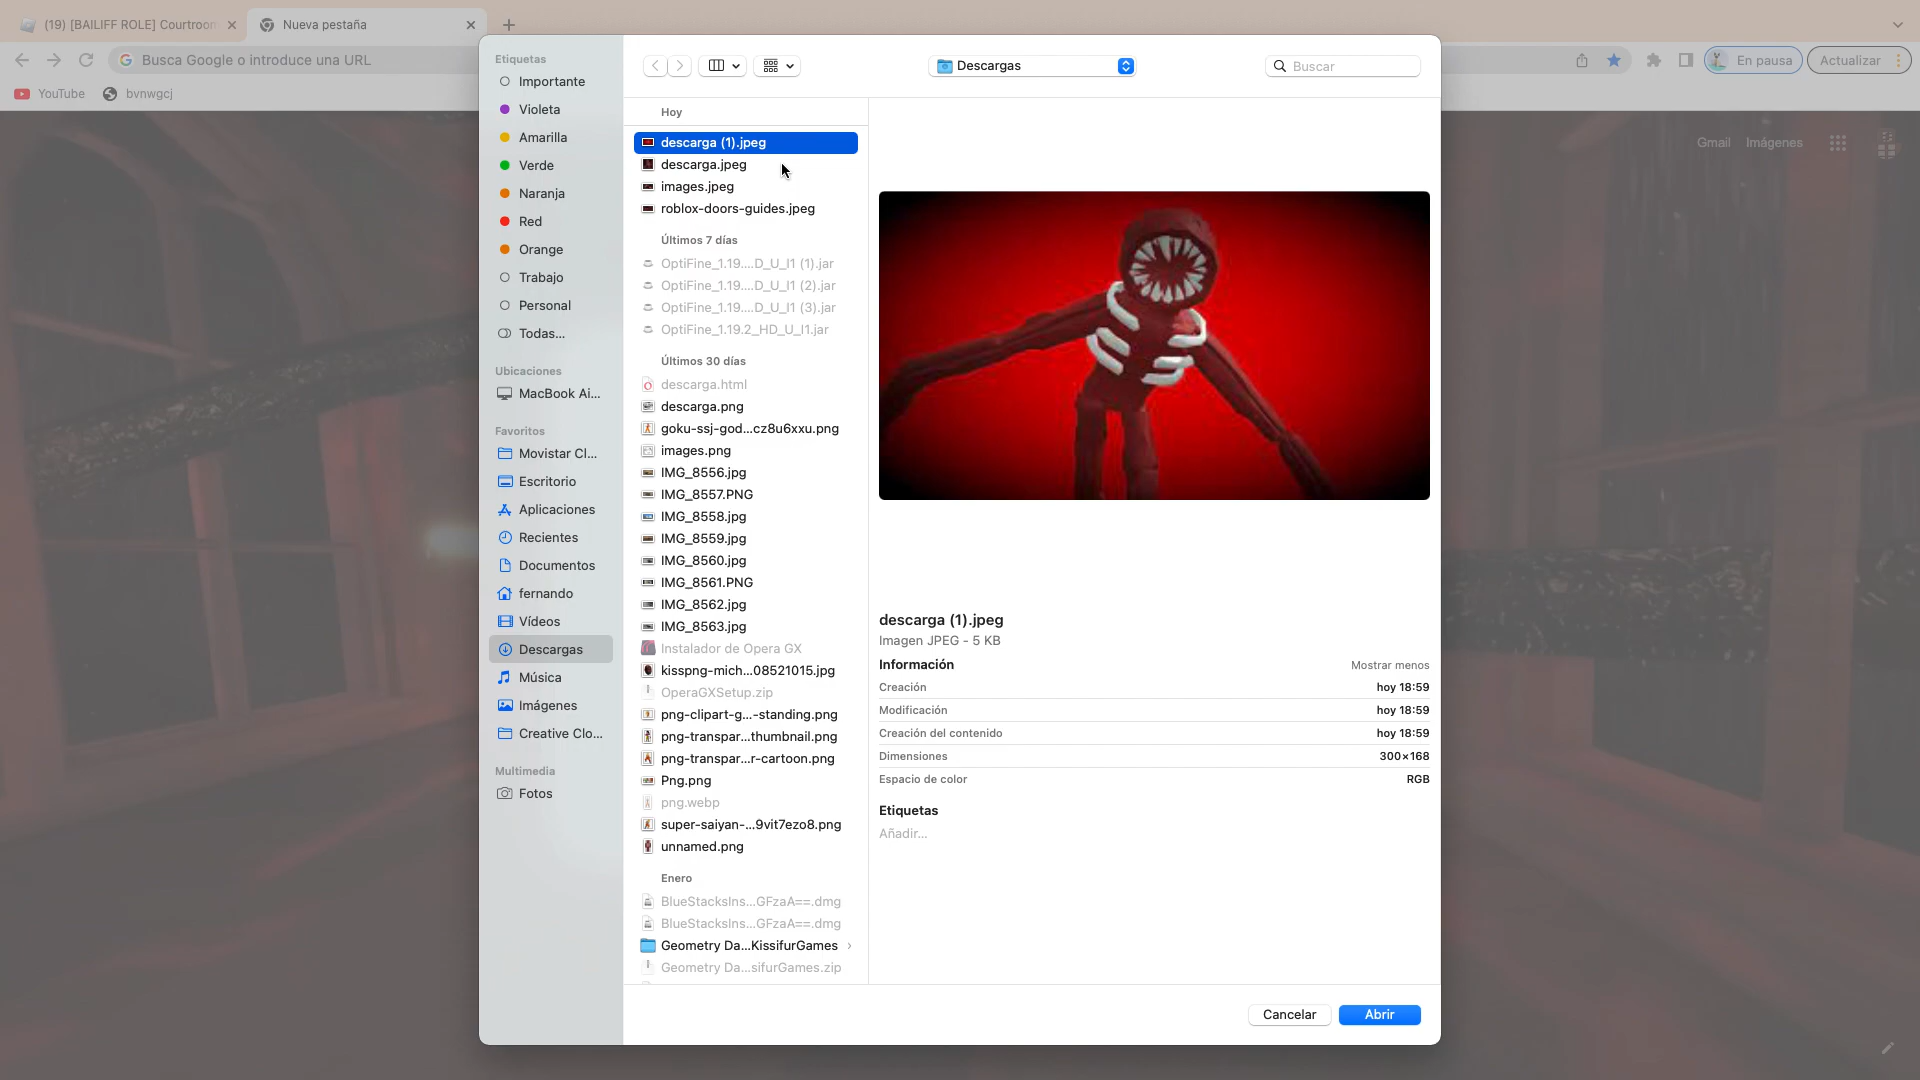 (19) [BAILIFF ROLE] Courtroom
Nueva pestaña
Busca Google o introduce una URL
En pausa
Actualizar
YouTube
bvnwgcj
Gmail
Imágenes
Etiquetas
Importante
Violeta
Amarilla
Verde
Naranja
Red
Orange
Trabajo
Personal
Todas...
Ubicaciones
MacBook Ai...
Favoritos
Movistar Cl...
Escritorio
Aplicaciones
Recientes
Documentos
fernando
Vídeos
Descargas
Música
Imágenes
Creative Clo...
Multimedia
Fotos
Descargas
Buscar
Hoy
descarga (1).jpeg
descarga.jpeg
images.jpeg
roblox-doors-guides.jpeg
Últimos 7 días
OptiFine_1.19....D_U_I1 (1).jar
OptiFine_1.19....D_U_I1 (2).jar
OptiFine_1.19....D_U_I1 (3).jar
OptiFine_1.19.2_HD_U_I1.jar
Últimos 30 días
descarga.html
descarga.png
goku-ssj-god...cz8u6xxu.png
images.png
IMG_8556.jpg
IMG_8557.PNG
IMG_8558.jpg
IMG_8559.jpg
IMG_8560.jpg
IMG_8561.PNG
IMG_8562.jpg
IMG_8563.jpg
Instalador de Opera GX
kisspng-mich...08521015.jpg
OperaGXSetup.zip
png-clipart-g...-standing.png
png-transpar...thumbnail.png
png-transpar...r-cartoon.png
Png.png
png.webp
super-saiyan-...9vit7ezo8.png
unnamed.png
Enero
BlueStacksIns...GFzaA==.dmg
BlueStacksIns...GFzaA==.dmg
Geometry Da...KissifurGames
Geometry Da...sifurGames.zip
descarga (1).jpeg
Imagen JPEG - 5 KB
Información
Mostrar menos
Creación hoy 18:59
Modificación hoy 18:59
Creación del contenido hoy 18:59
Dimensiones 300×168
Espacio de color RGB
Etiquetas
Añadir...
Cancelar
Abrir